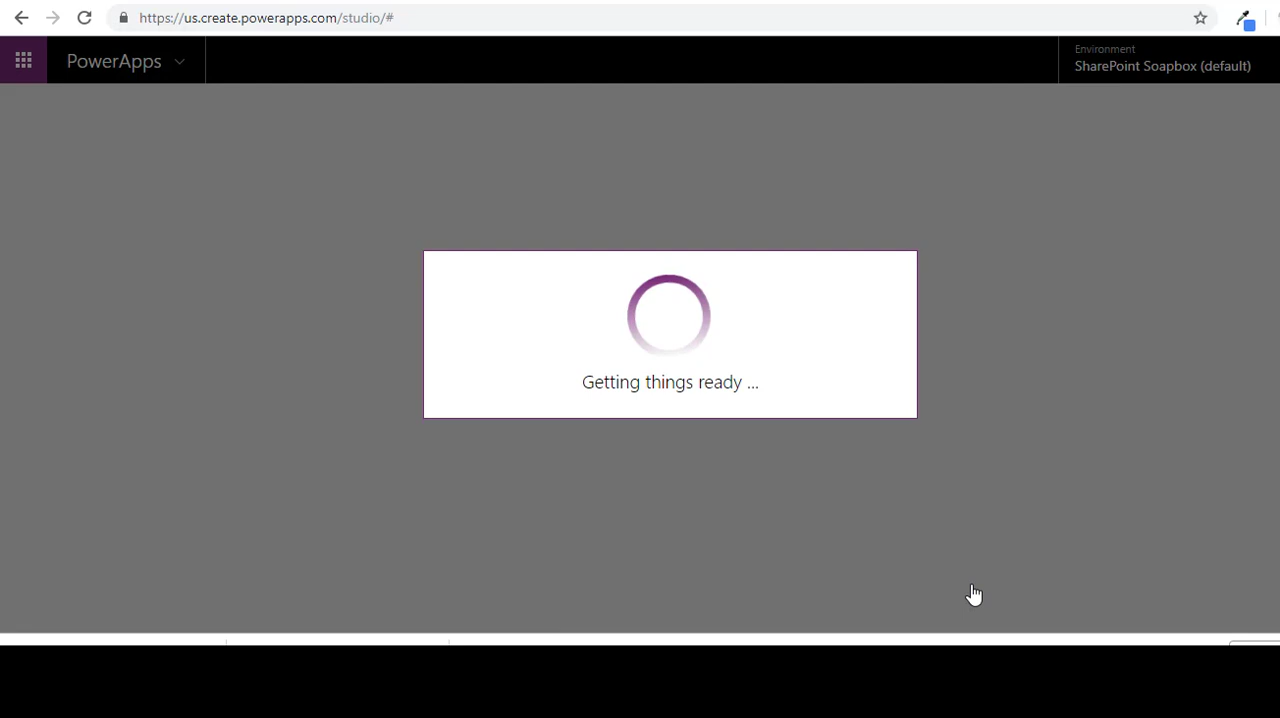 https://us.create.powerapps.com/studio/#
PowerApps
Environment
SharePoint Soapbox (default)
Getting things ready ...